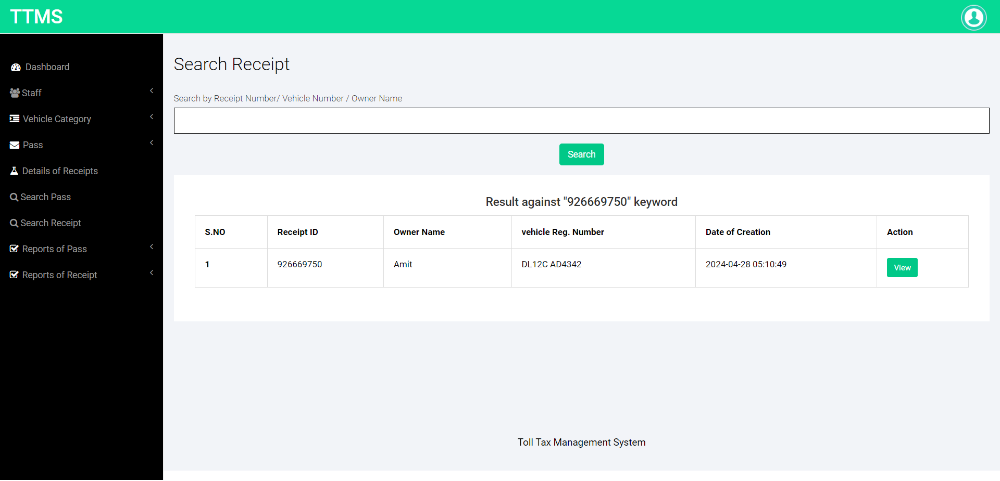 TTMS
Dashboard
Staff
Vehicle Category
Pass
Details of Receipts
Search Pass
Search Receipt
Reports of Pass
Reports of Receipt
Search Receipt
Search by Receipt Number/ Vehicle Number / Owner Name
Search
Result against "926669750" keyword
S.NO Receipt ID Owner Name vehicle Reg. Number Date of Creation Action
1 926669750 Amit DL12C AD4342 2024-04-28 05:10:49 View
Toll Tax Management System